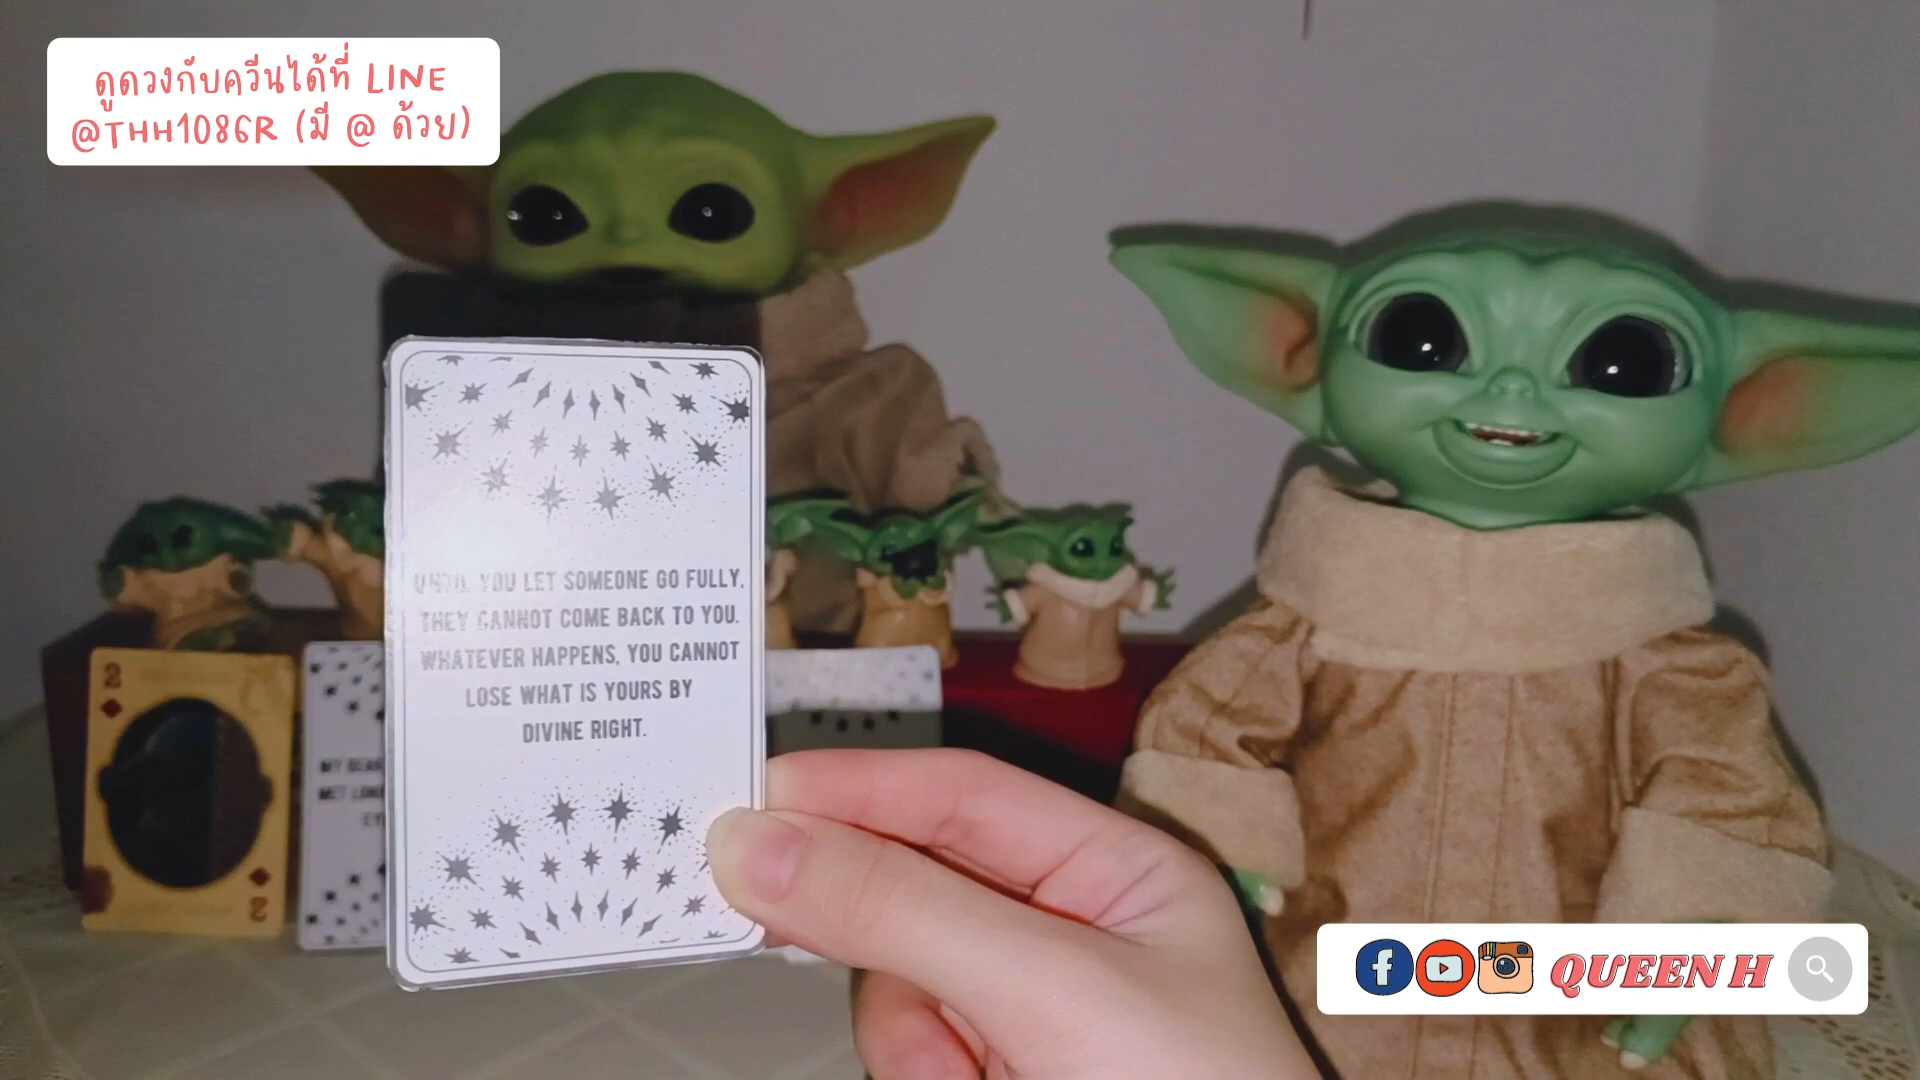 ดูดวงกับควีนได้ที่ LINE
@THH1086R (มี @ ด้วย)
UNTIL YOU LET SOMEONE GO FULLY,
THEY CANNOT COME BACK TO YOU.
WHATEVER HAPPENS, YOU CANNOT
LOSE WHAT IS YOURS BY
DIVINE RIGHT.
2
MY
MET
2
QUEEN H